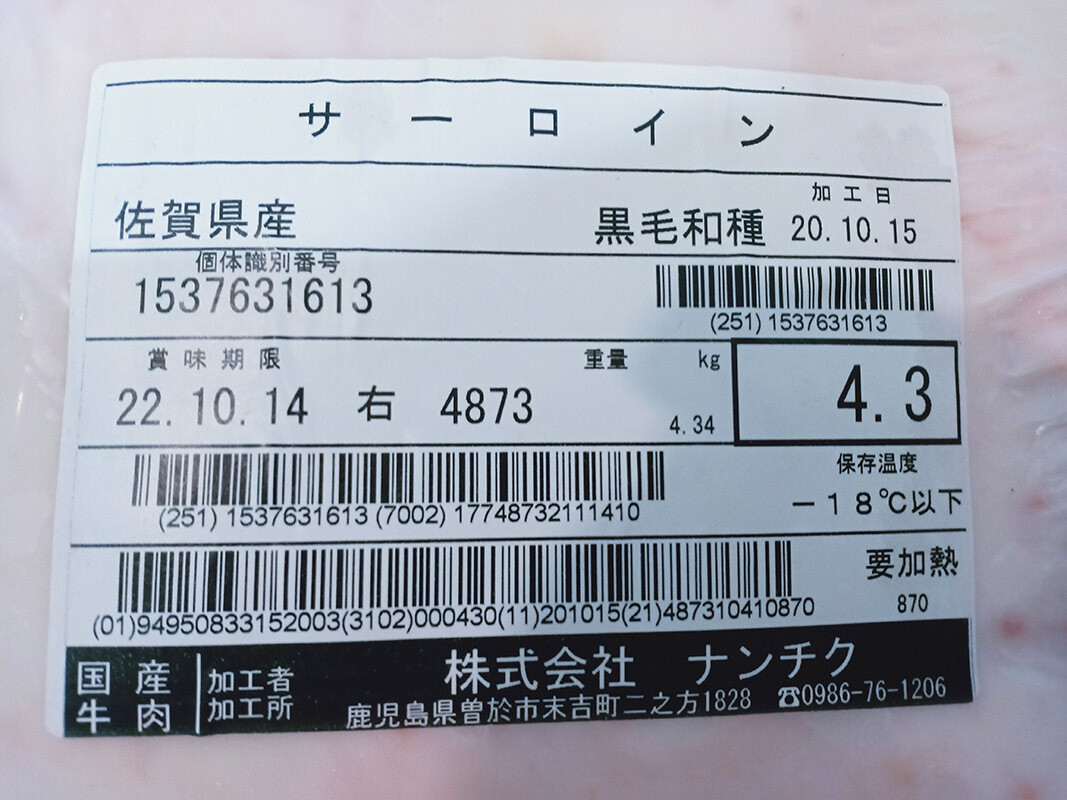 サーロイン
加工日
佐賀県産 黒毛和種 20.10.15
個体識別番号
1537631613
(251) 1537631613
賞味期限 重量 kg
22.10.14 右 4873 4.34 4.3
保存温度
(251) 1537631613 (7002) 17748732111410 －18℃以下
要加熱
870
(01)94950833152003(3102)000430(11)201015(21)487310410870
国産 加工者 株式会社 ナンチク
牛肉 加工所 鹿児島県曽於市末吉町二之方1828 ☎0986-76-1206